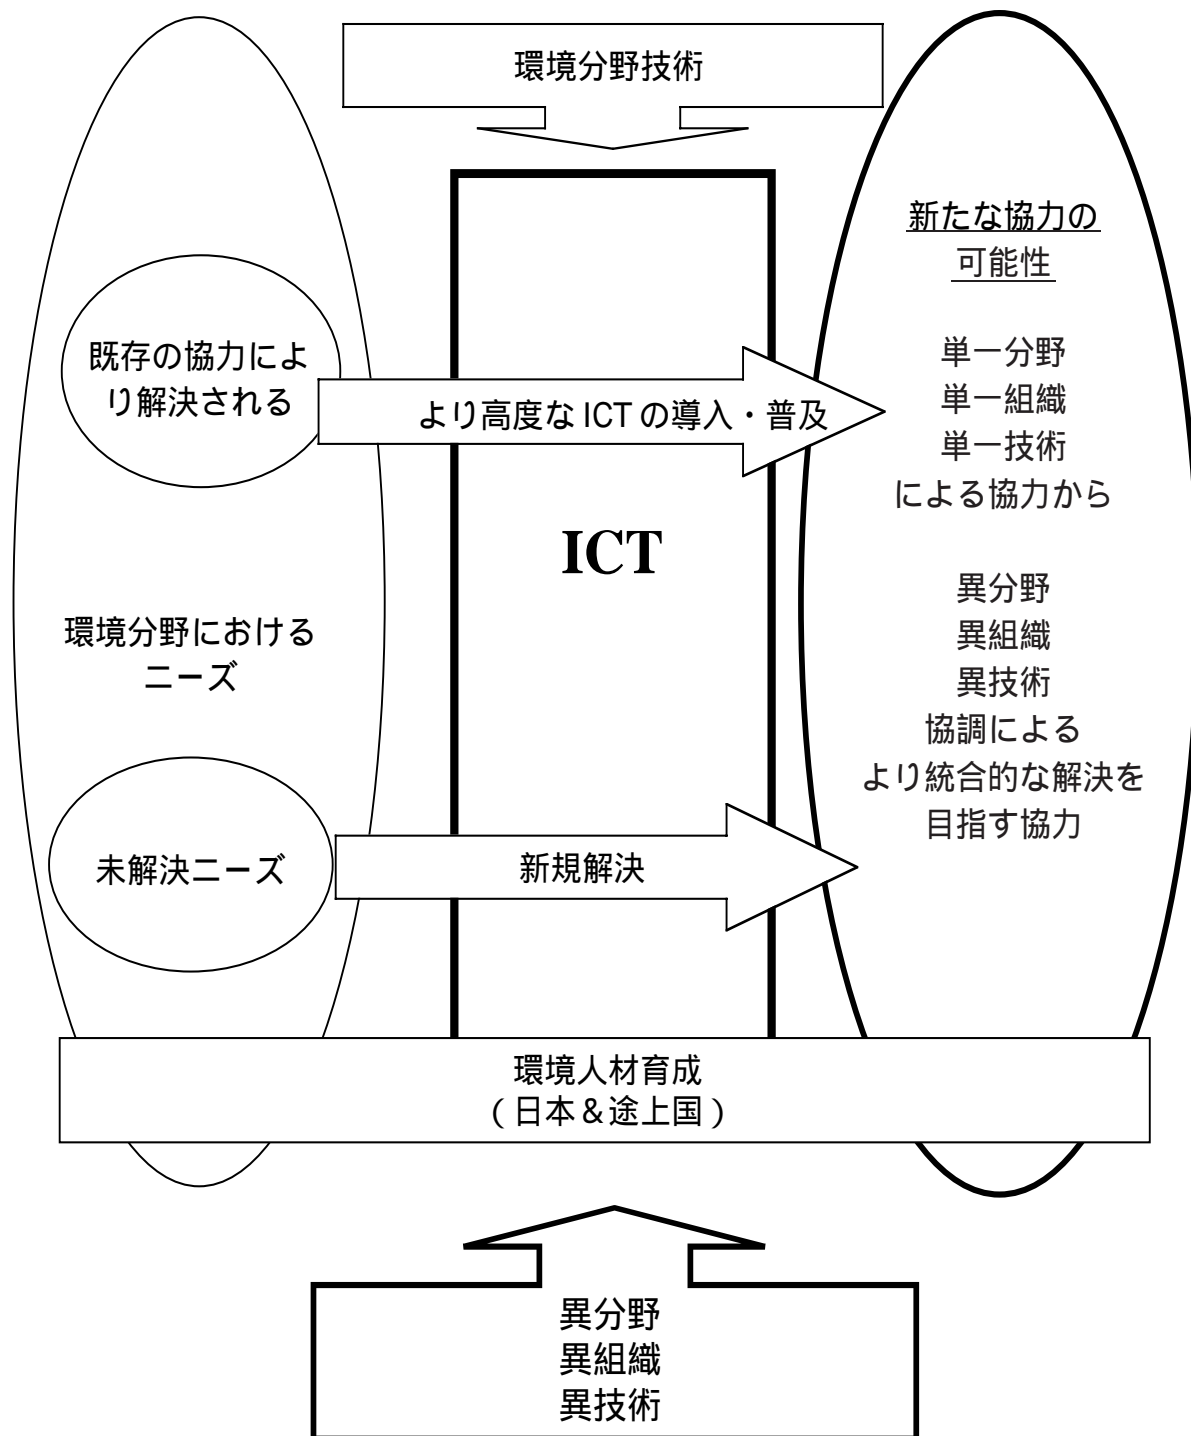 環境分野技術
既存の協力によ
り解決される
より高度な ICT の導入・普及
ICT
環境分野における
ニーズ
未解決ニーズ
新規解決
新たな協力の
可能性
単一分野
単一組織
単一技術
による協力から
異分野
異組織
異技術
協調による
より統合的な解決を
目指す協力
環境人材育成
（日本＆途上国）
異分野
異組織
異技術